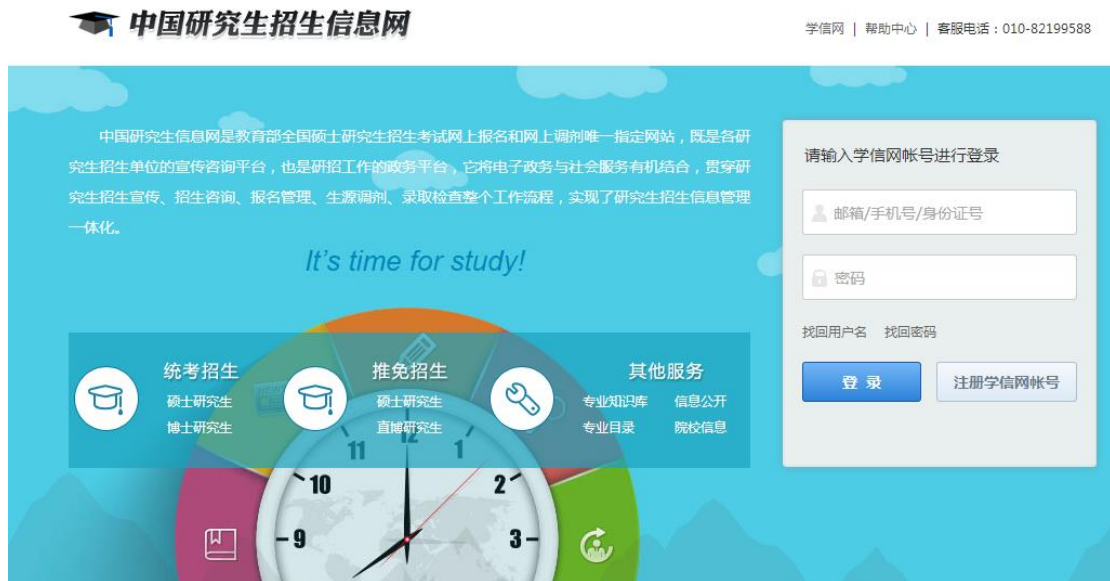 中国研究生招生信息网
学信网 | 帮助中心 | 客服电话：010-82199588
中国研究生信息网是教育部全国硕士研究生招生考试网上报名和网上调剂唯一指定网站，既是各研
究生招生单位的宣传咨询平台，也是研招工作的政务平台，它将电子政务与社会服务有机结合，贯穿研
究生招生宣传、招生咨询、报名管理、生源调剂、录取检查整个工作流程，实现了研究生招生信息管理
一体化。
It's time for study!
统考招生
硕士研究生
博士研究生
推免招生
硕士研究生
直博研究生
其他服务
专业知识库 信息公开
专业目录 院校信息
11
12
1
10
2
9
3
请输入学信网帐号进行登录
邮箱/手机号/身份证号
密码
找回用户名 找回密码
登 录
注册学信网帐号